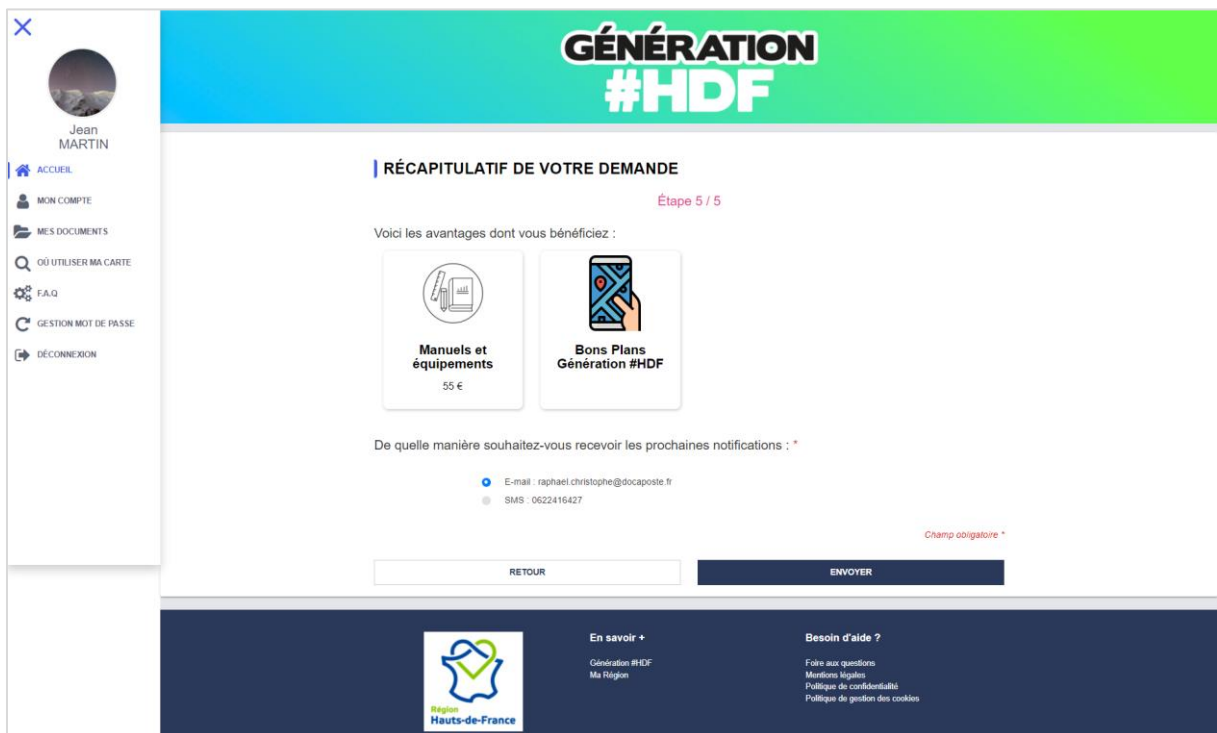 GÉNÉRATION
#HDF
Jean
MARTIN
ACCUEIL
MON COMPTE
MES DOCUMENTS
OÙ UTILISER MA CARTE
F.A.Q
GESTION MOT DE PASSE
DÉCONNEXION
RÉCAPITULATIF DE VOTRE DEMANDE
Étape 5 / 5
Voici les avantages dont vous bénéficiez :
Manuels et
équipements
55 €
Bons Plans
Génération #HDF
De quelle manière souhaitez-vous recevoir les prochaines notifications : *
E-mail : raphael.christophe@docaposte.fr
SMS : 0622416427
Champ obligatoire *
RETOUR
ENVOYER
Région
Hauts-de-France
En savoir +
Génération #HDF
Ma Région
Besoin d'aide ?
Foire aux questions
Mentions légales
Politique de confidentialité
Politique de gestion des cookies